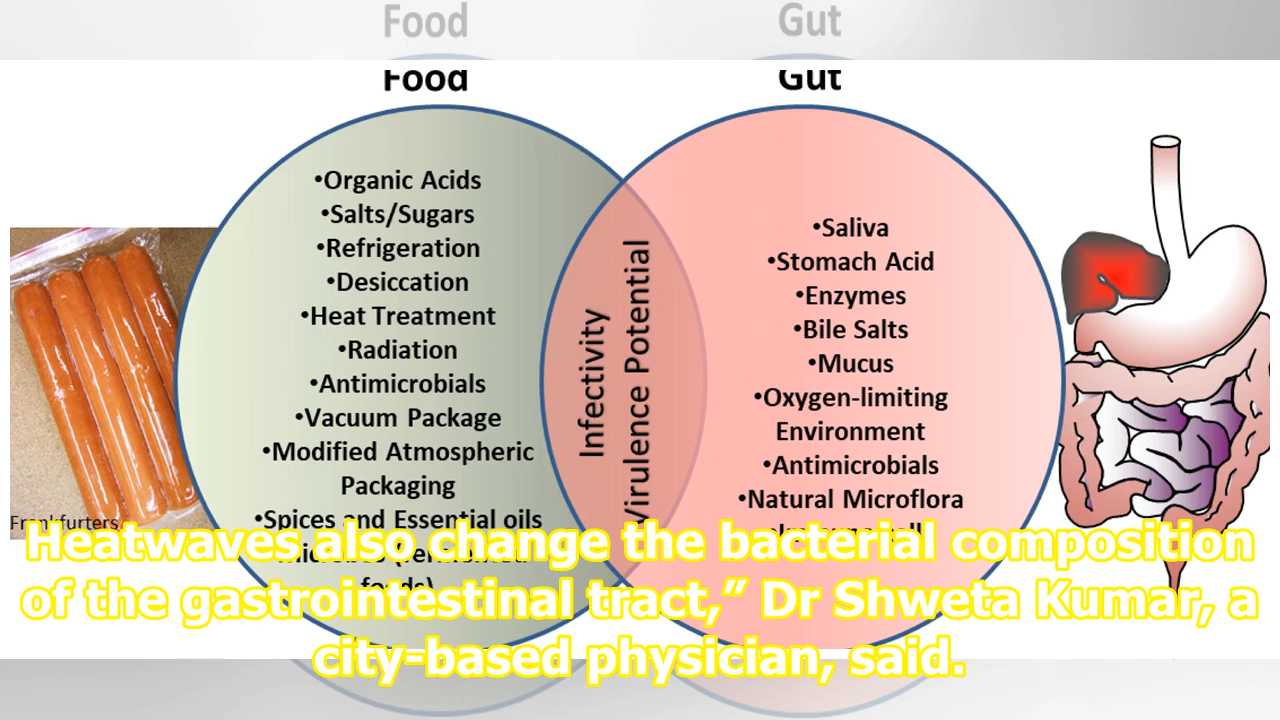 Food
Gut
Food
Gut
•Organic Acids
•Salts/Sugars
•Refrigeration
•Desiccation
•Heat Treatment
•Radiation
•Antimicrobials
•Vacuum Package
•Modified Atmospheric
Packaging
•Spices and Essential oils
foods)
Infectivity
Virulence Potential
•Saliva
•Stomach Acid
•Enzymes
•Bile Salts
•Mucus
•Oxygen-limiting
Environment
•Antimicrobials
•Natural Microflora
Frankfurters
Heatwaves also change the bacterial composition
of the gastrointestinal tract,” Dr Shweta Kumar, a
city-based physician, said.